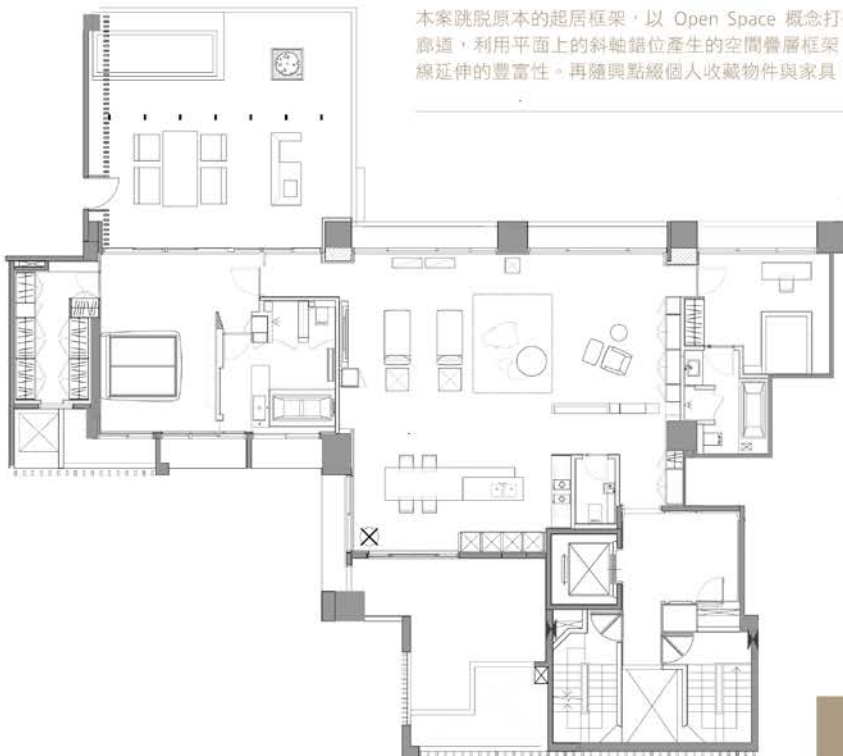 本案跳脫原本的起居框架，以 Open Space 概念打
廊道，利用平面上的斜軸錯位產生的空間疊層框架
線延伸的豐富性。再隨興點綴個人收藏物件與家具